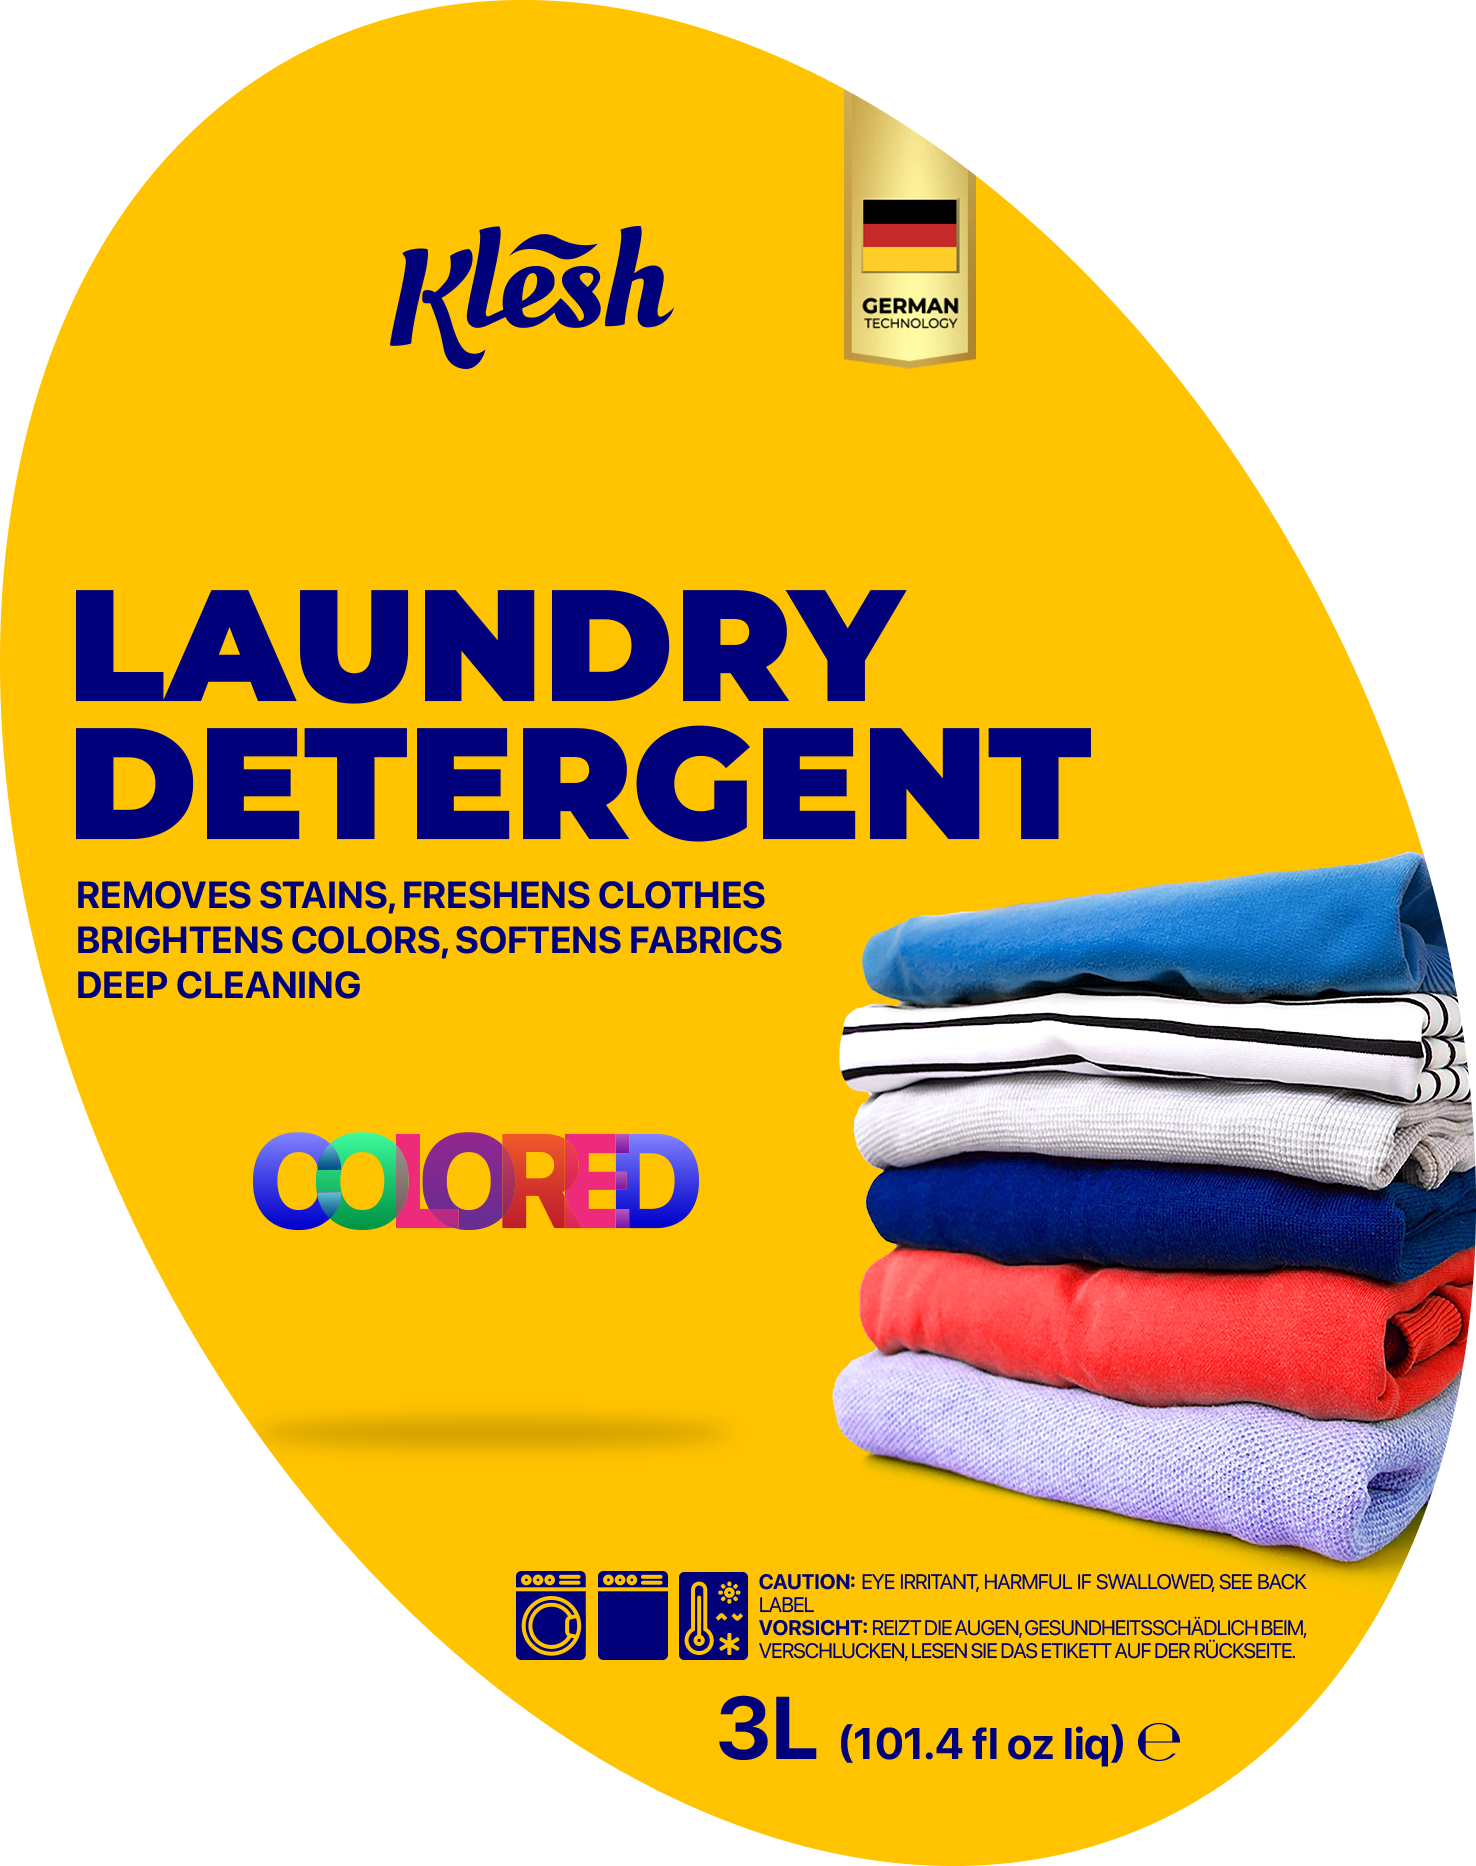 Klesh
GERMAN
TECHNOLOGY
LAUNDRY
DETERGENT
REMOVES STAINS, FRESHENS CLOTHES
BRIGHTENS COLORS, SOFTENS FABRICS
DEEP CLEANING
COLORED
CAUTION: EYE IRRITANT, HARMFUL IF SWALLOWED, SEE BACK
LABEL
VORSICHT: REIZT DIE AUGEN, GESUNDHEITSSCHÄDLICH BEIM,
VERSCHLUCKEN, LESEN SIE DAS ETIKETT AUF DER RÜCKSEITE.
3L (101.4 fl oz liq) ℮